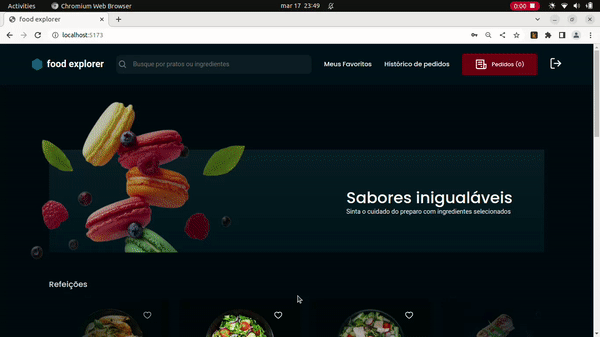 Activities
Chromium Web Browser
mar 17 23:49
0:00
food explorer
localhost:5173
food explorer
Busque por pratos ou ingredientes
Meus Favoritos
Histórico de pedidos
Pedidos (0)
Sabores inigualáveis
Sinta o cuidado do preparo com ingredientes selecionados
Refeições